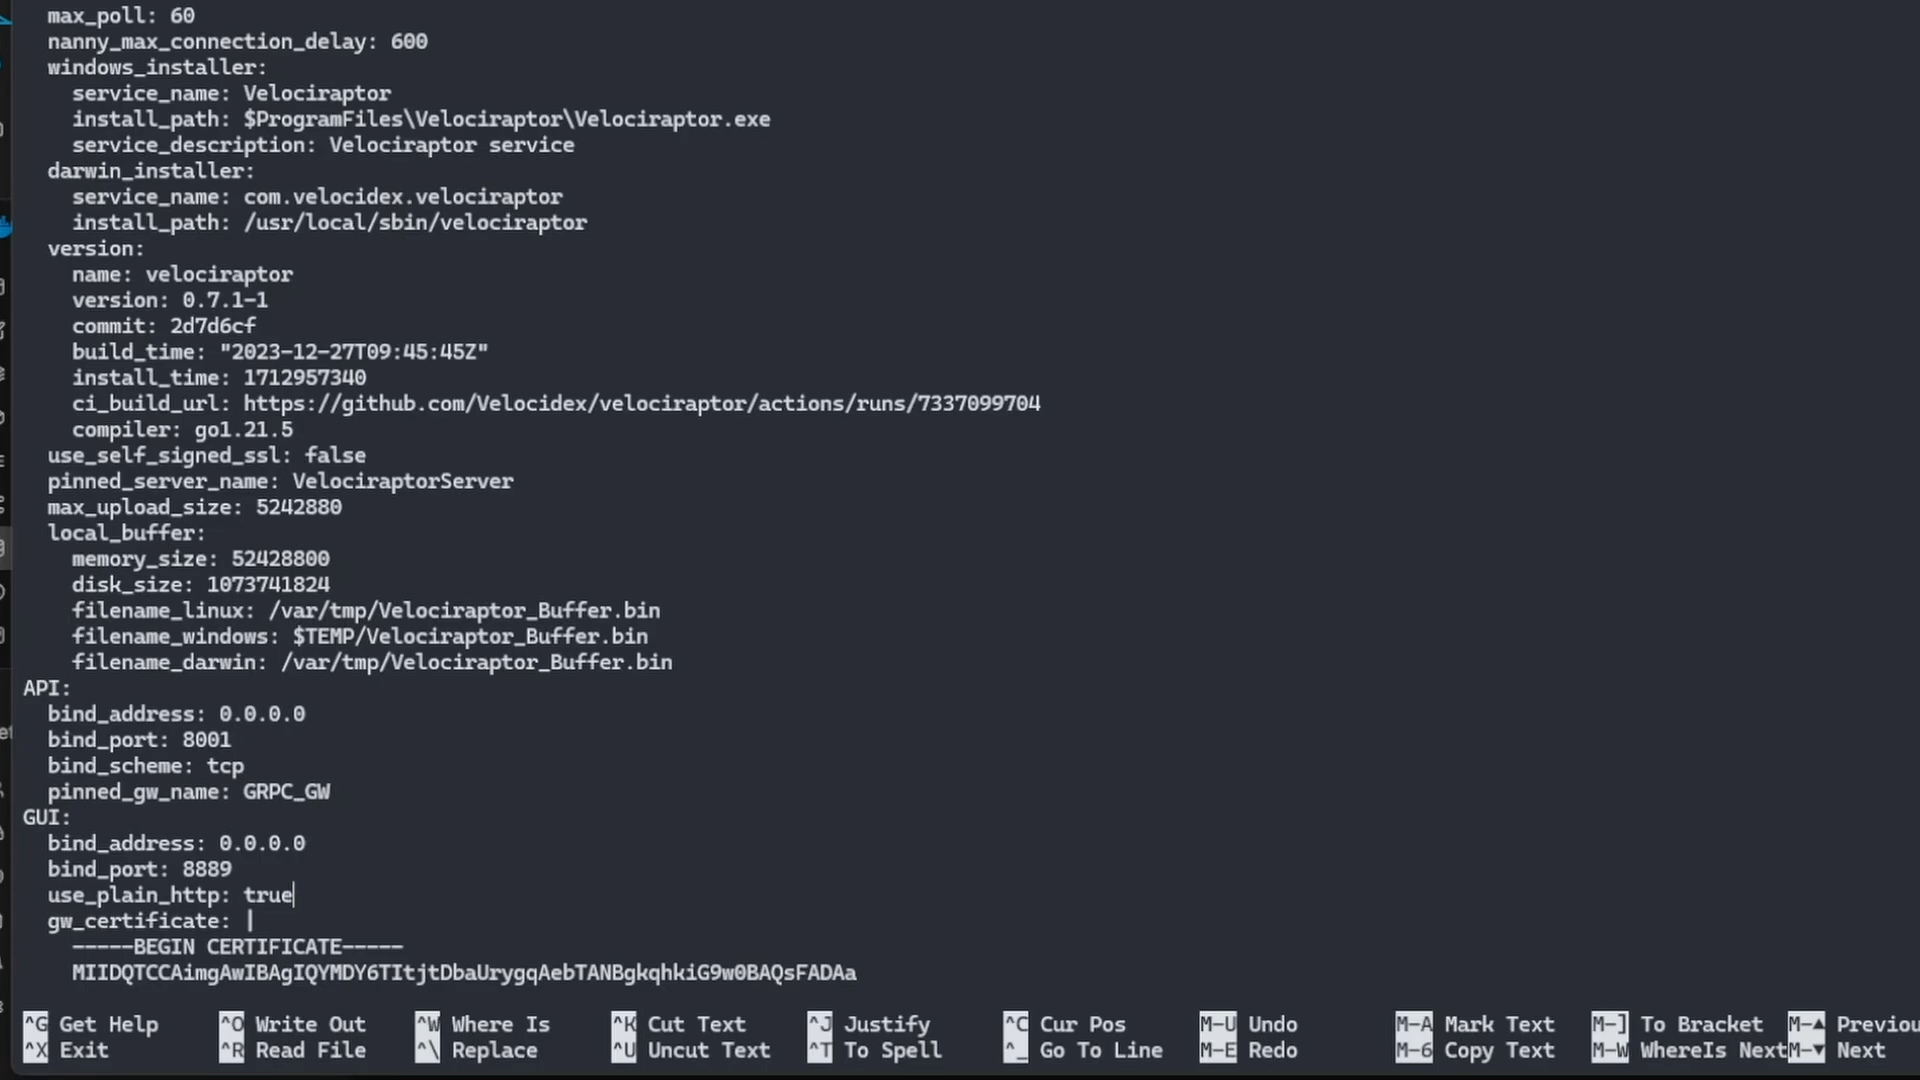 max_poll: 60
  nanny_max_connection_delay: 600
  windows_installer:
    service_name: Velociraptor
    install_path: $ProgramFiles\Velociraptor\Velociraptor.exe
    service_description: Velociraptor service
  darwin_installer:
    service_name: com.velocidex.velociraptor
    install_path: /usr/local/sbin/velociraptor
  version:
    name: velociraptor
    version: 0.7.1-1
    commit: 2d7d6cf
    build_time: "2023-12-27T09:45:45Z"
    install_time: 1712957340
    ci_build_url: https://github.com/Velocidex/velociraptor/actions/runs/7337099704
    compiler: go1.21.5
  use_self_signed_ssl: false
  pinned_server_name: VelociraptorServer
  max_upload_size: 5242880
  local_buffer:
    memory_size: 52428800
    disk_size: 1073741824
    filename_linux: /var/tmp/Velociraptor_Buffer.bin
    filename_windows: $TEMP/Velociraptor_Buffer.bin
    filename_darwin: /var/tmp/Velociraptor_Buffer.bin
API:
  bind_address: 0.0.0.0
  bind_port: 8001
  bind_scheme: tcp
  pinned_gw_name: GRPC_GW
GUI:
  bind_address: 0.0.0.0
  bind_port: 8889
  use_plain_http: true
  gw_certificate: |
    -----BEGIN CERTIFICATE-----
    MIIDQTCCAimgAwIBAgIQYMDY6TItjtDbaUrygqAebTANBgkqhkiG9w0BAQsFADAa
^G Get Help ^O Write Out ^W Where Is ^K Cut Text ^J Justify ^C Cur Pos M-U Undo M-A Mark Text M-] To Bracket M-▲ Previou
^X Exit ^R Read File ^\ Replace ^U Uncut Text ^T To Spell ^_ Go To Line M-E Redo M-6 Copy Text M-W WhereIs Next M-▼ Next